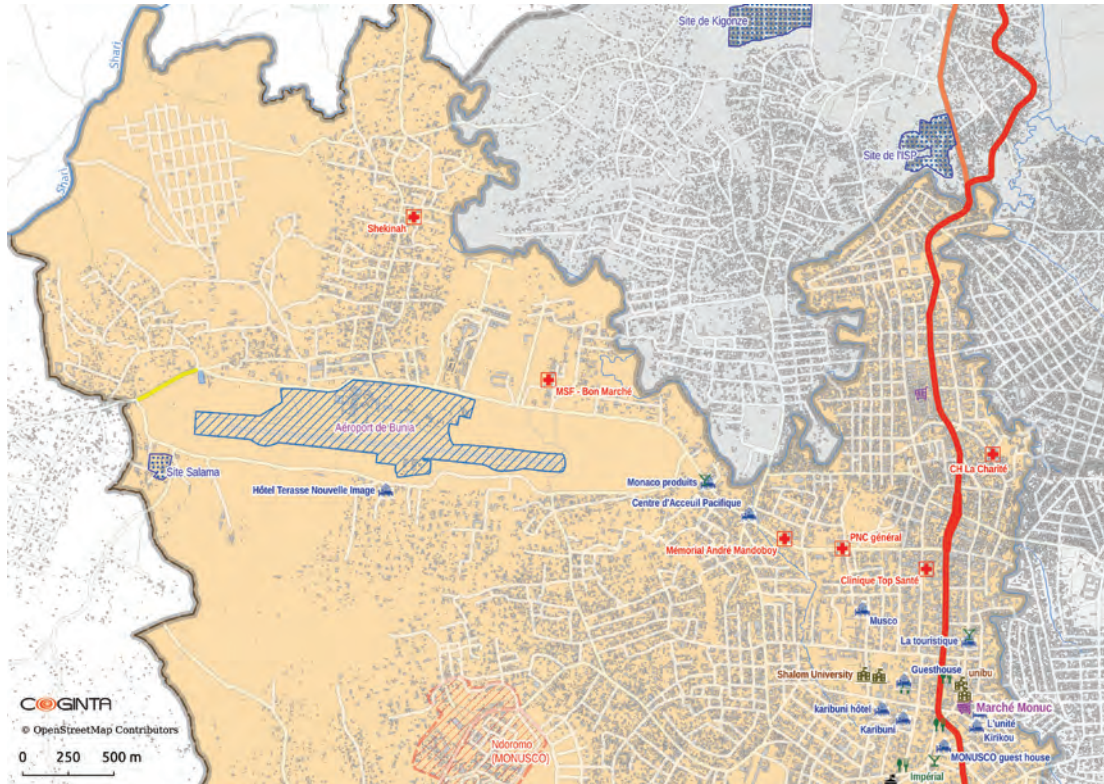 Site de Kigonze
Shari
Site de l'ISP
Shari
Shekinah
MSF - Bon Marché
Aéroport de Bunia
CH La Charité
Site Salama
Monaco produits
Hôtel Terasse Nouvelle Image
Centre d'Acceuil Pacifique
PNC général
Mémorial André Mandoboy
Clinique Top Santé
Musco
La touristique
Guesthouse
unibu
Shalom University
COGINTA
karibuni hôtel
Marché Monuc
L'unité
© OpenStreetMap Contributors
Karibuni
Kirikou
Ndoromo
(MONUSCO)
MONUSCO guest house
0 250 500 m
Impérial